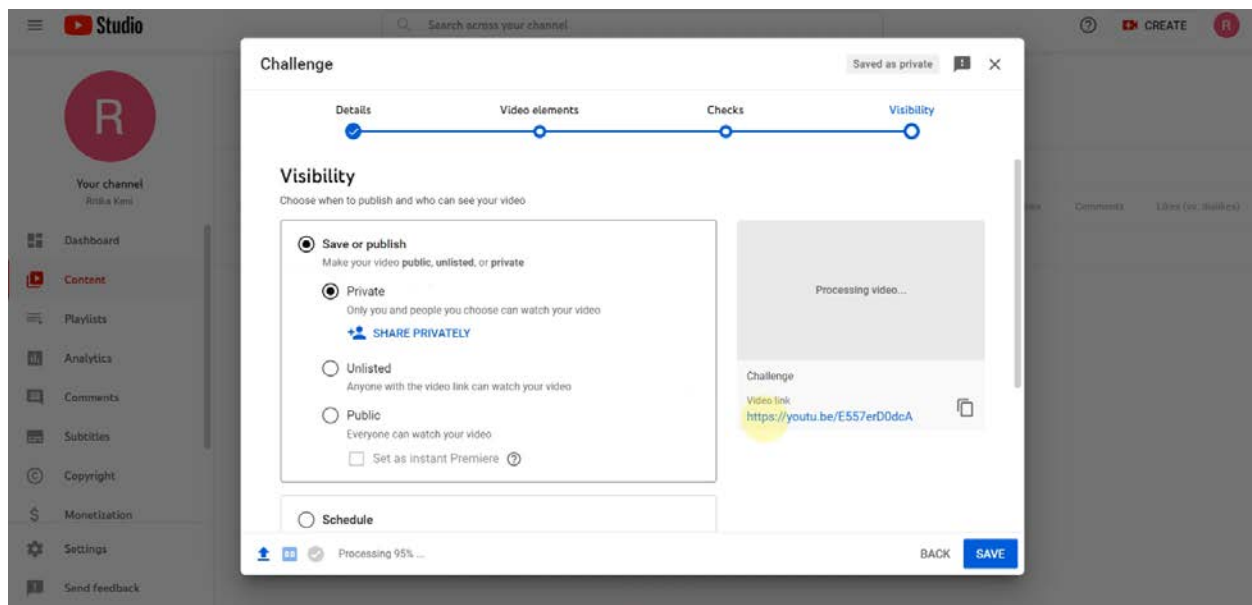 Studio
Search across your channel
CREATE
R
R
Your channel
Dashboard
Content
Playlists
Analytics
Comments
Subtitles
Copyright
Monetization
Settings
Send feedback
Comments
Likes (vs. dislikes)
Challenge
Saved as private
Details
Video elements
Checks
Visibility
Visibility
Choose when to publish and who can see your video
Save or publish
Make your video public, unlisted, or private
Private
Only you and people you choose can watch your video
SHARE PRIVATELY
Unlisted
Anyone with the video link can watch your video
Public
Everyone can watch your video
Set as instant Premiere
Schedule
Processing video...
Challenge
Video link
https://youtu.be/E557erD0dcA
Processing 95% ...
BACK
SAVE